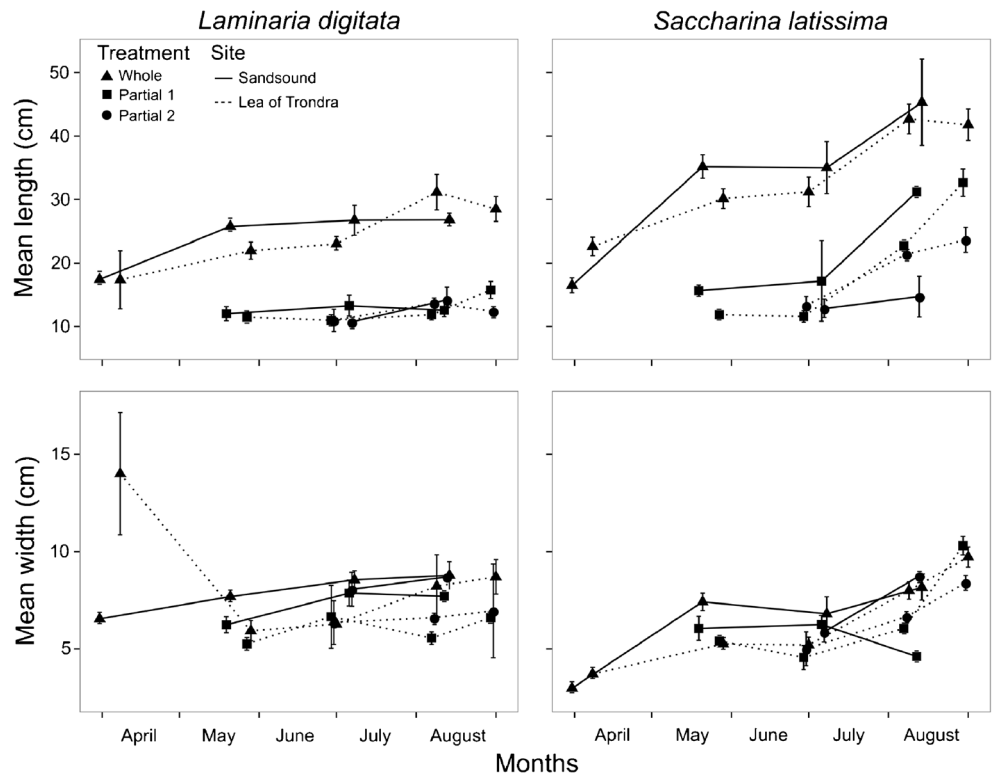 Laminaria digitata
Saccharina latissima
Treatment
Whole
Partial 1
Partial 2
Site
Sandsound
Lea of Trondra
Mean length (cm)
50
40
30
20
10
Mean width (cm)
15
10
5
April May June July August
April May June July August
Months